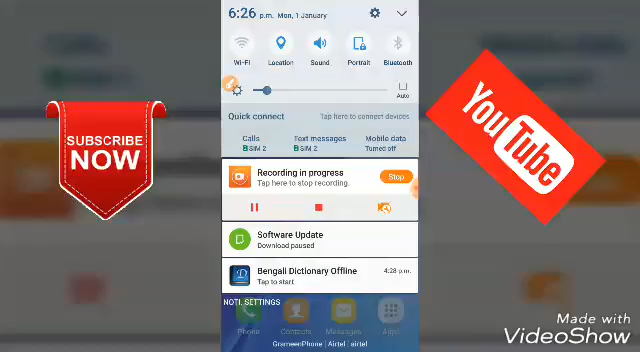 6:26 p.m. Mon, 1 January
Wi-Fi
Location
Sound
Portrait
Bluetooth
Auto
Quick connect
Tap here to connect devices
Calls
SIM 2
Text messages
SIM 2
Mobile data
Turned off
Recording in progress
Tap here to stop recording.
Stop
Software Update
Download paused
Bengali Dictionary Offline
4:28 p.m.
Tap to start
NOTI. SETTINGS
Phone
Contacts
Messages
Apps
GrameenPhone | Airtel | airtel
SUBSCRIBE
NOW
YouTube
Made with
VideoShow